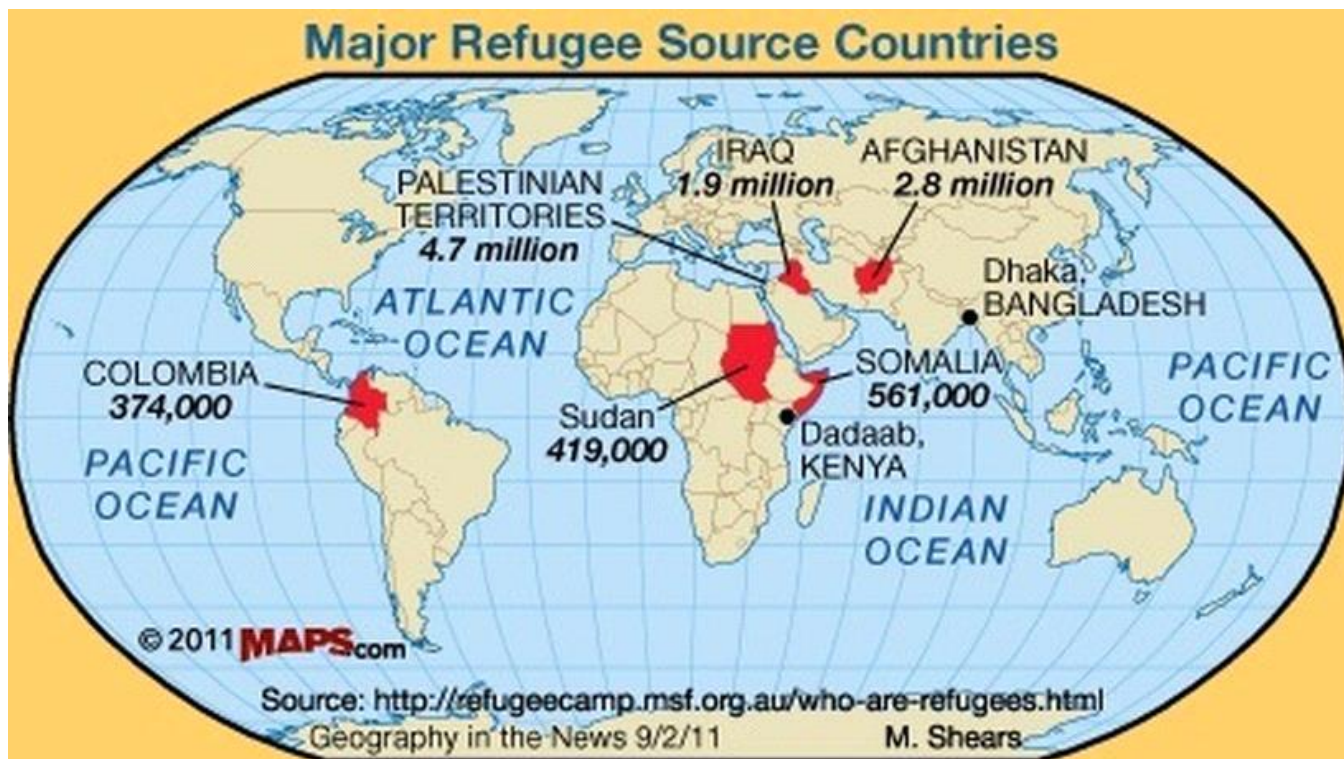 Major Refugee Source Countries
IRAQ
1.9 million
AFGHANISTAN
2.8 million
PALESTINIAN
TERRITORIES
4.7 million
Dhaka,
BANGLADESH
ATLANTIC
OCEAN
COLOMBIA
374,000
SOMALIA
561,000
PACIFIC
OCEAN
Sudan
419,000
Dadaab,
KENYA
PACIFIC
OCEAN
INDIAN
OCEAN
© 2011 MAPS.com
Source: http://refugeecamp.msf.org.au/who-are-refugees.html
Geography in the News 9/2/11 M. Shears